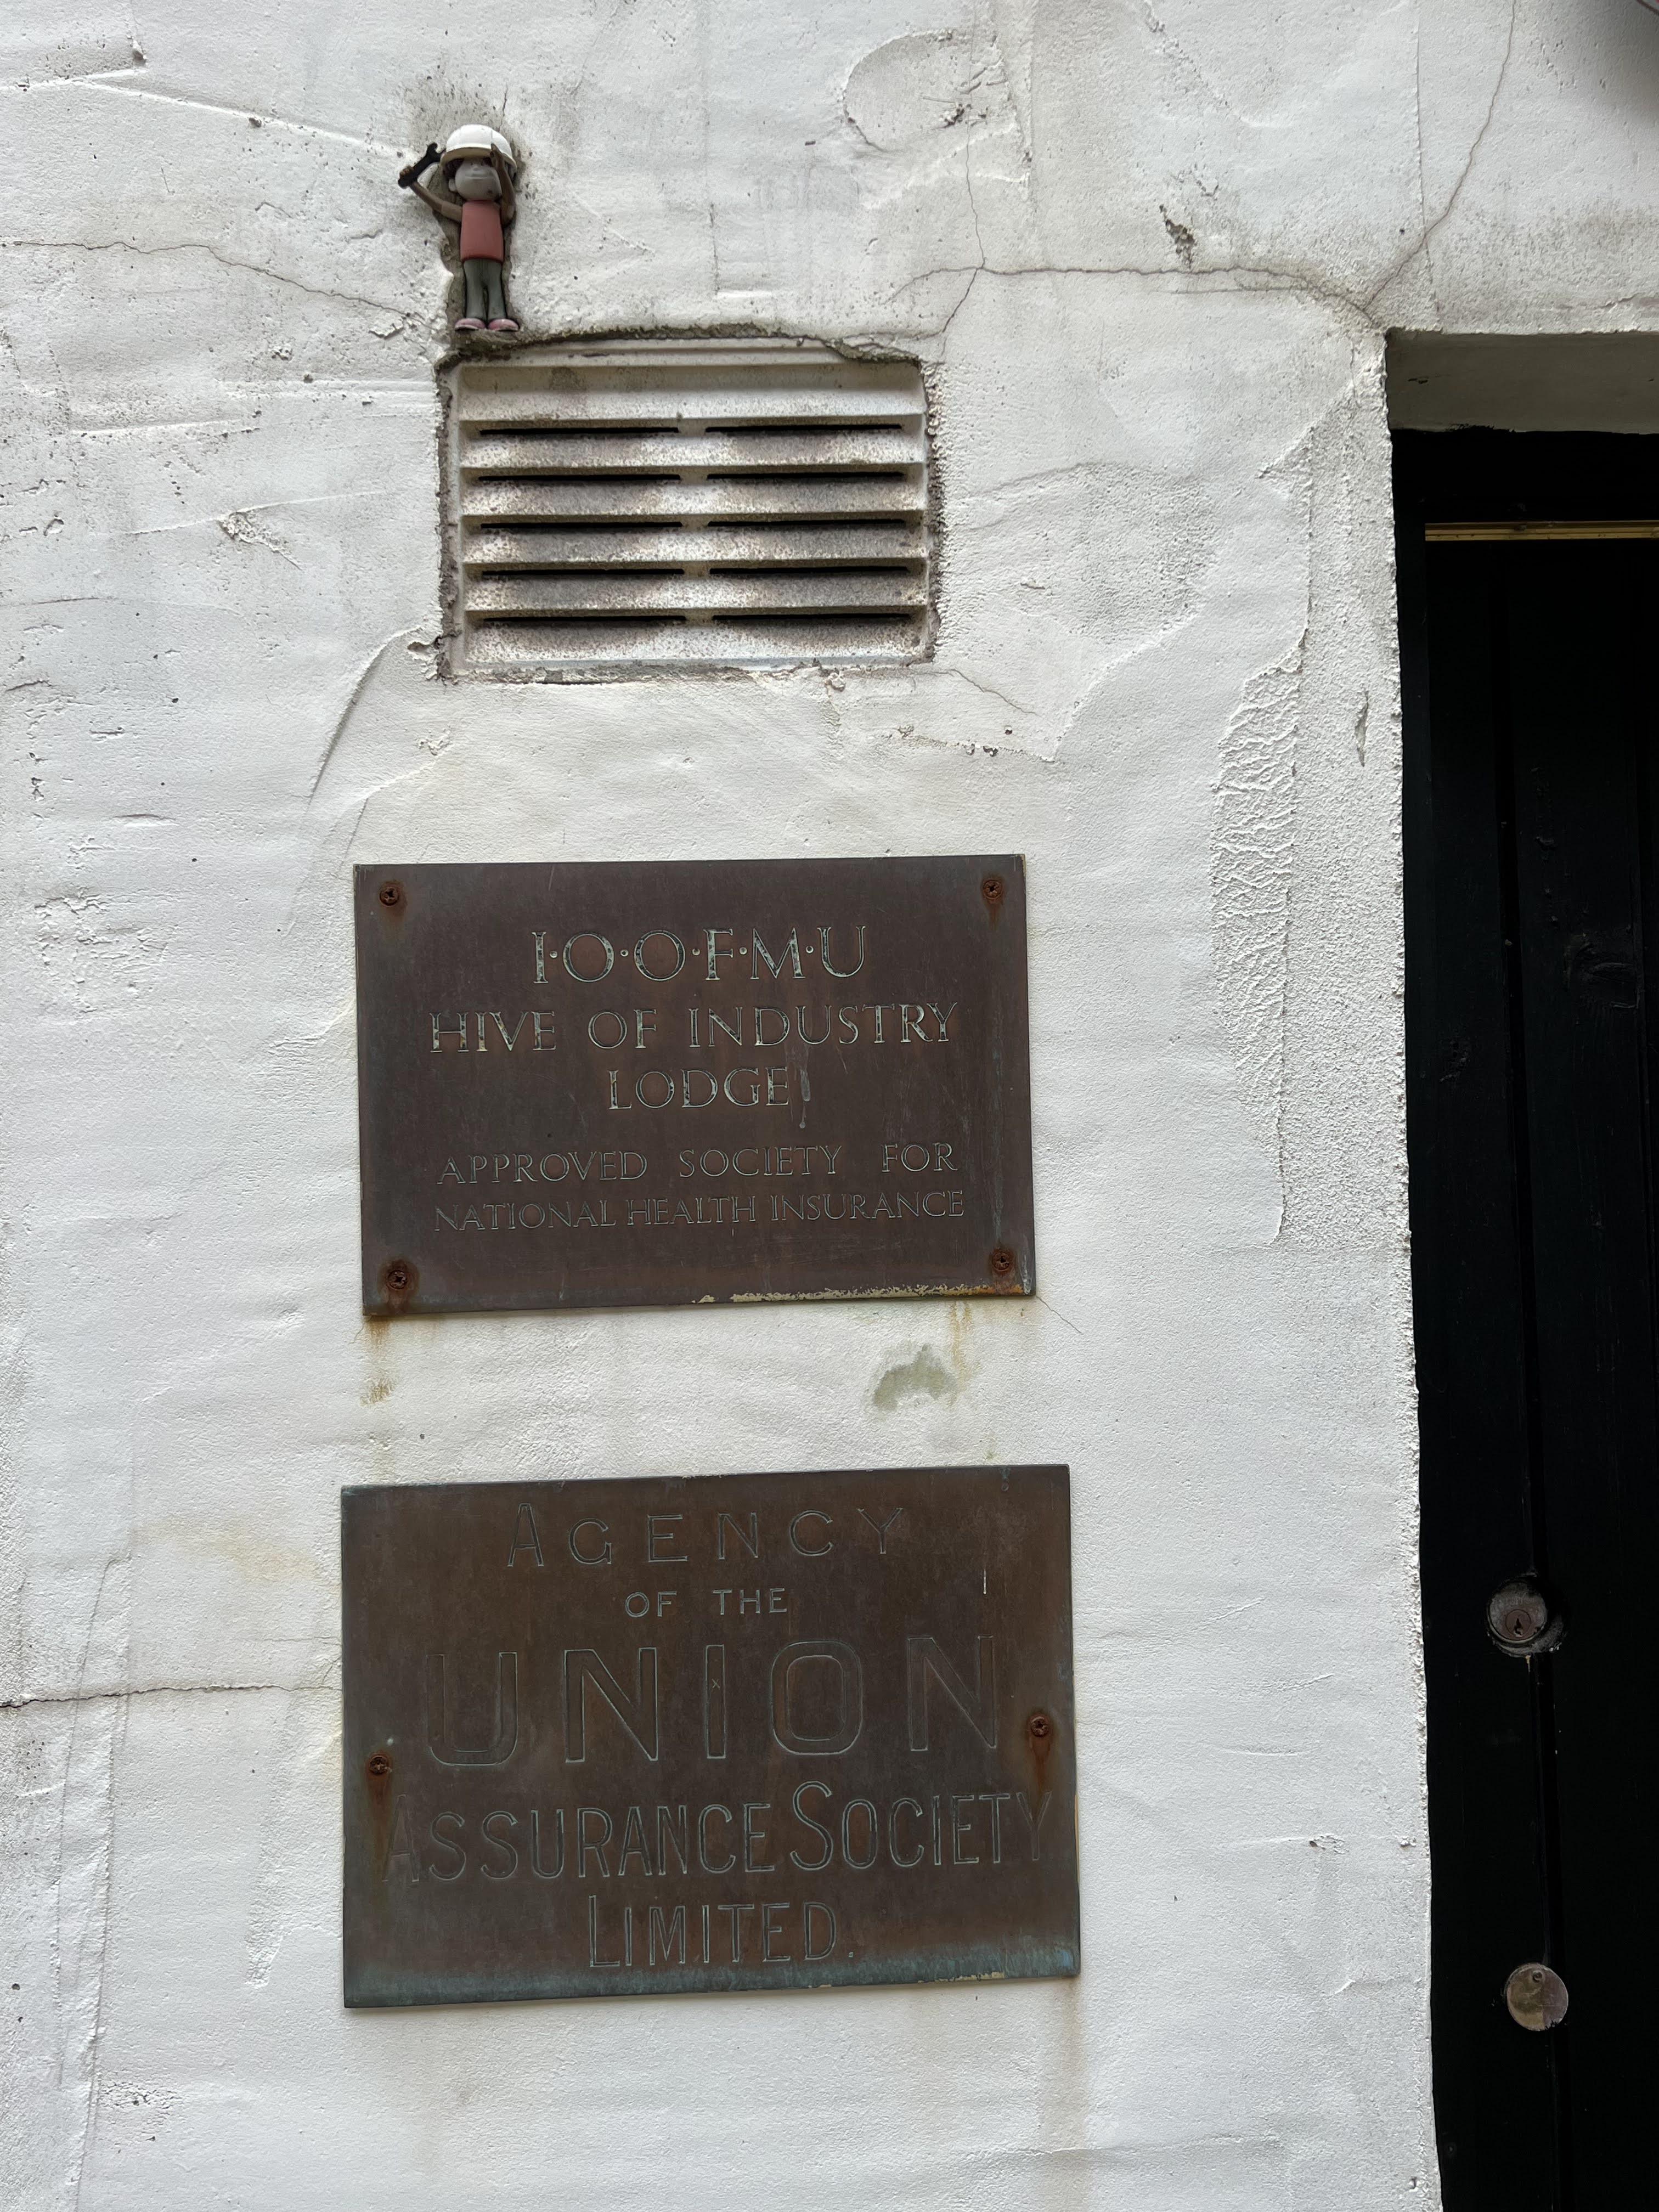 I·O·O·F·M·U
HIVE OF INDUSTRY
LODGE
APPROVED SOCIETY FOR
NATIONAL HEALTH INSURANCE
AGENCY
OF THE
UNION
ASSURANCE SOCIETY
LIMITED.